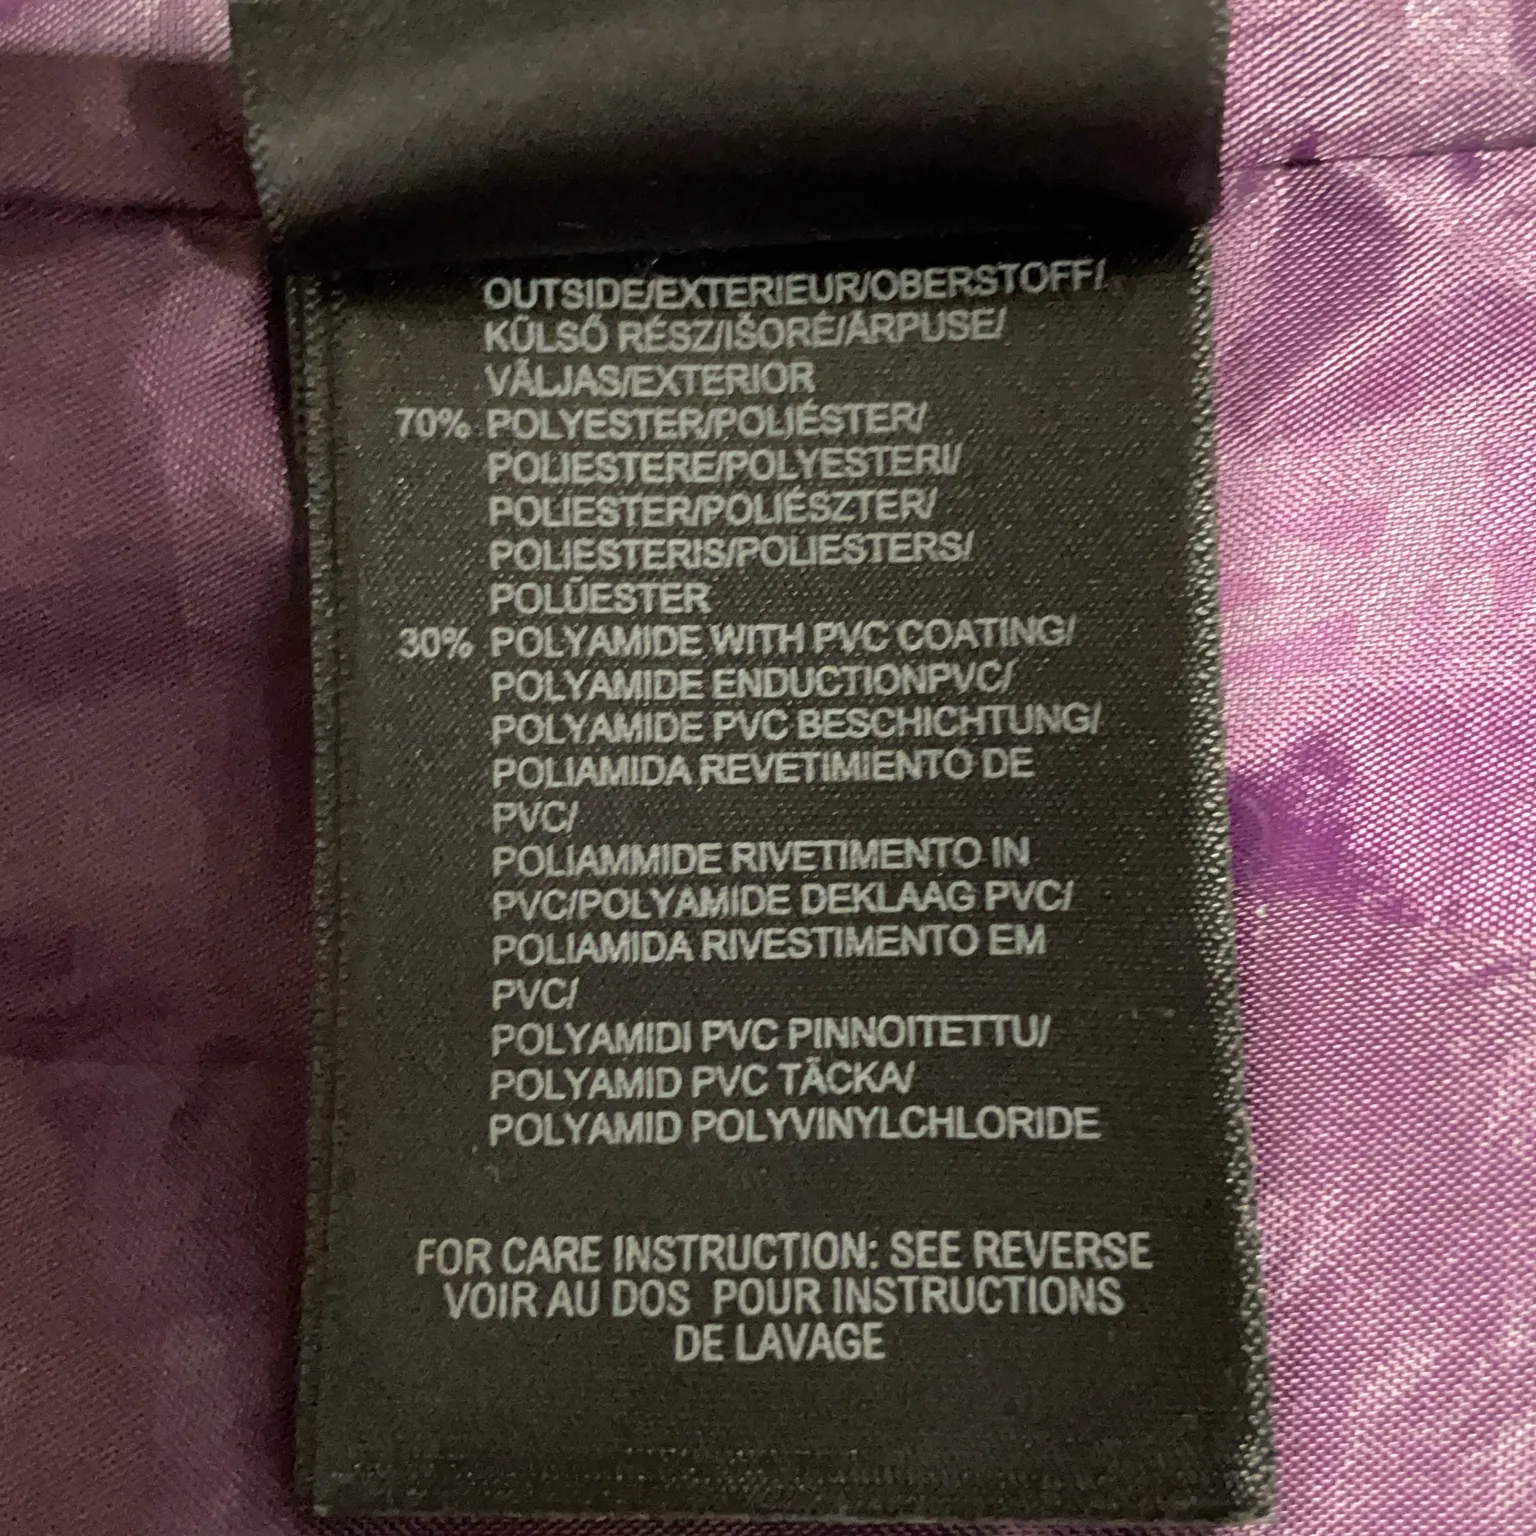 OUTSIDE/EXTERIEUR/OBERSTOFF/
KÜLSŐ RÉSZ/IŠORĖ/ĀRPUSE/
VÄLJAS/EXTERIOR
70% POLYESTER/POLIÉSTER/
POLIESTERE/POLYESTERI/
POLIESTER/POLIÉSZTER/
POLIESTERIS/POLIESTERS/
POLÜESTER
30% POLYAMIDE WITH PVC COATING/
POLYAMIDE ENDUCTIONPVC/
POLYAMIDE PVC BESCHICHTUNG/
POLIAMIDA REVETIMIENTO DE
PVC/
POLIAMMIDE RIVETIMENTO IN
PVC/POLYAMIDE DEKLAAG PVC/
POLIAMIDA RIVESTIMENTO EM
PVC/
POLYAMIDI PVC PINNOITETTU/
POLYAMID PVC TÄCKA/
POLYAMID POLYVINYLCHLORIDE
FOR CARE INSTRUCTION: SEE REVERSE
VOIR AU DOS POUR INSTRUCTIONS
DE LAVAGE